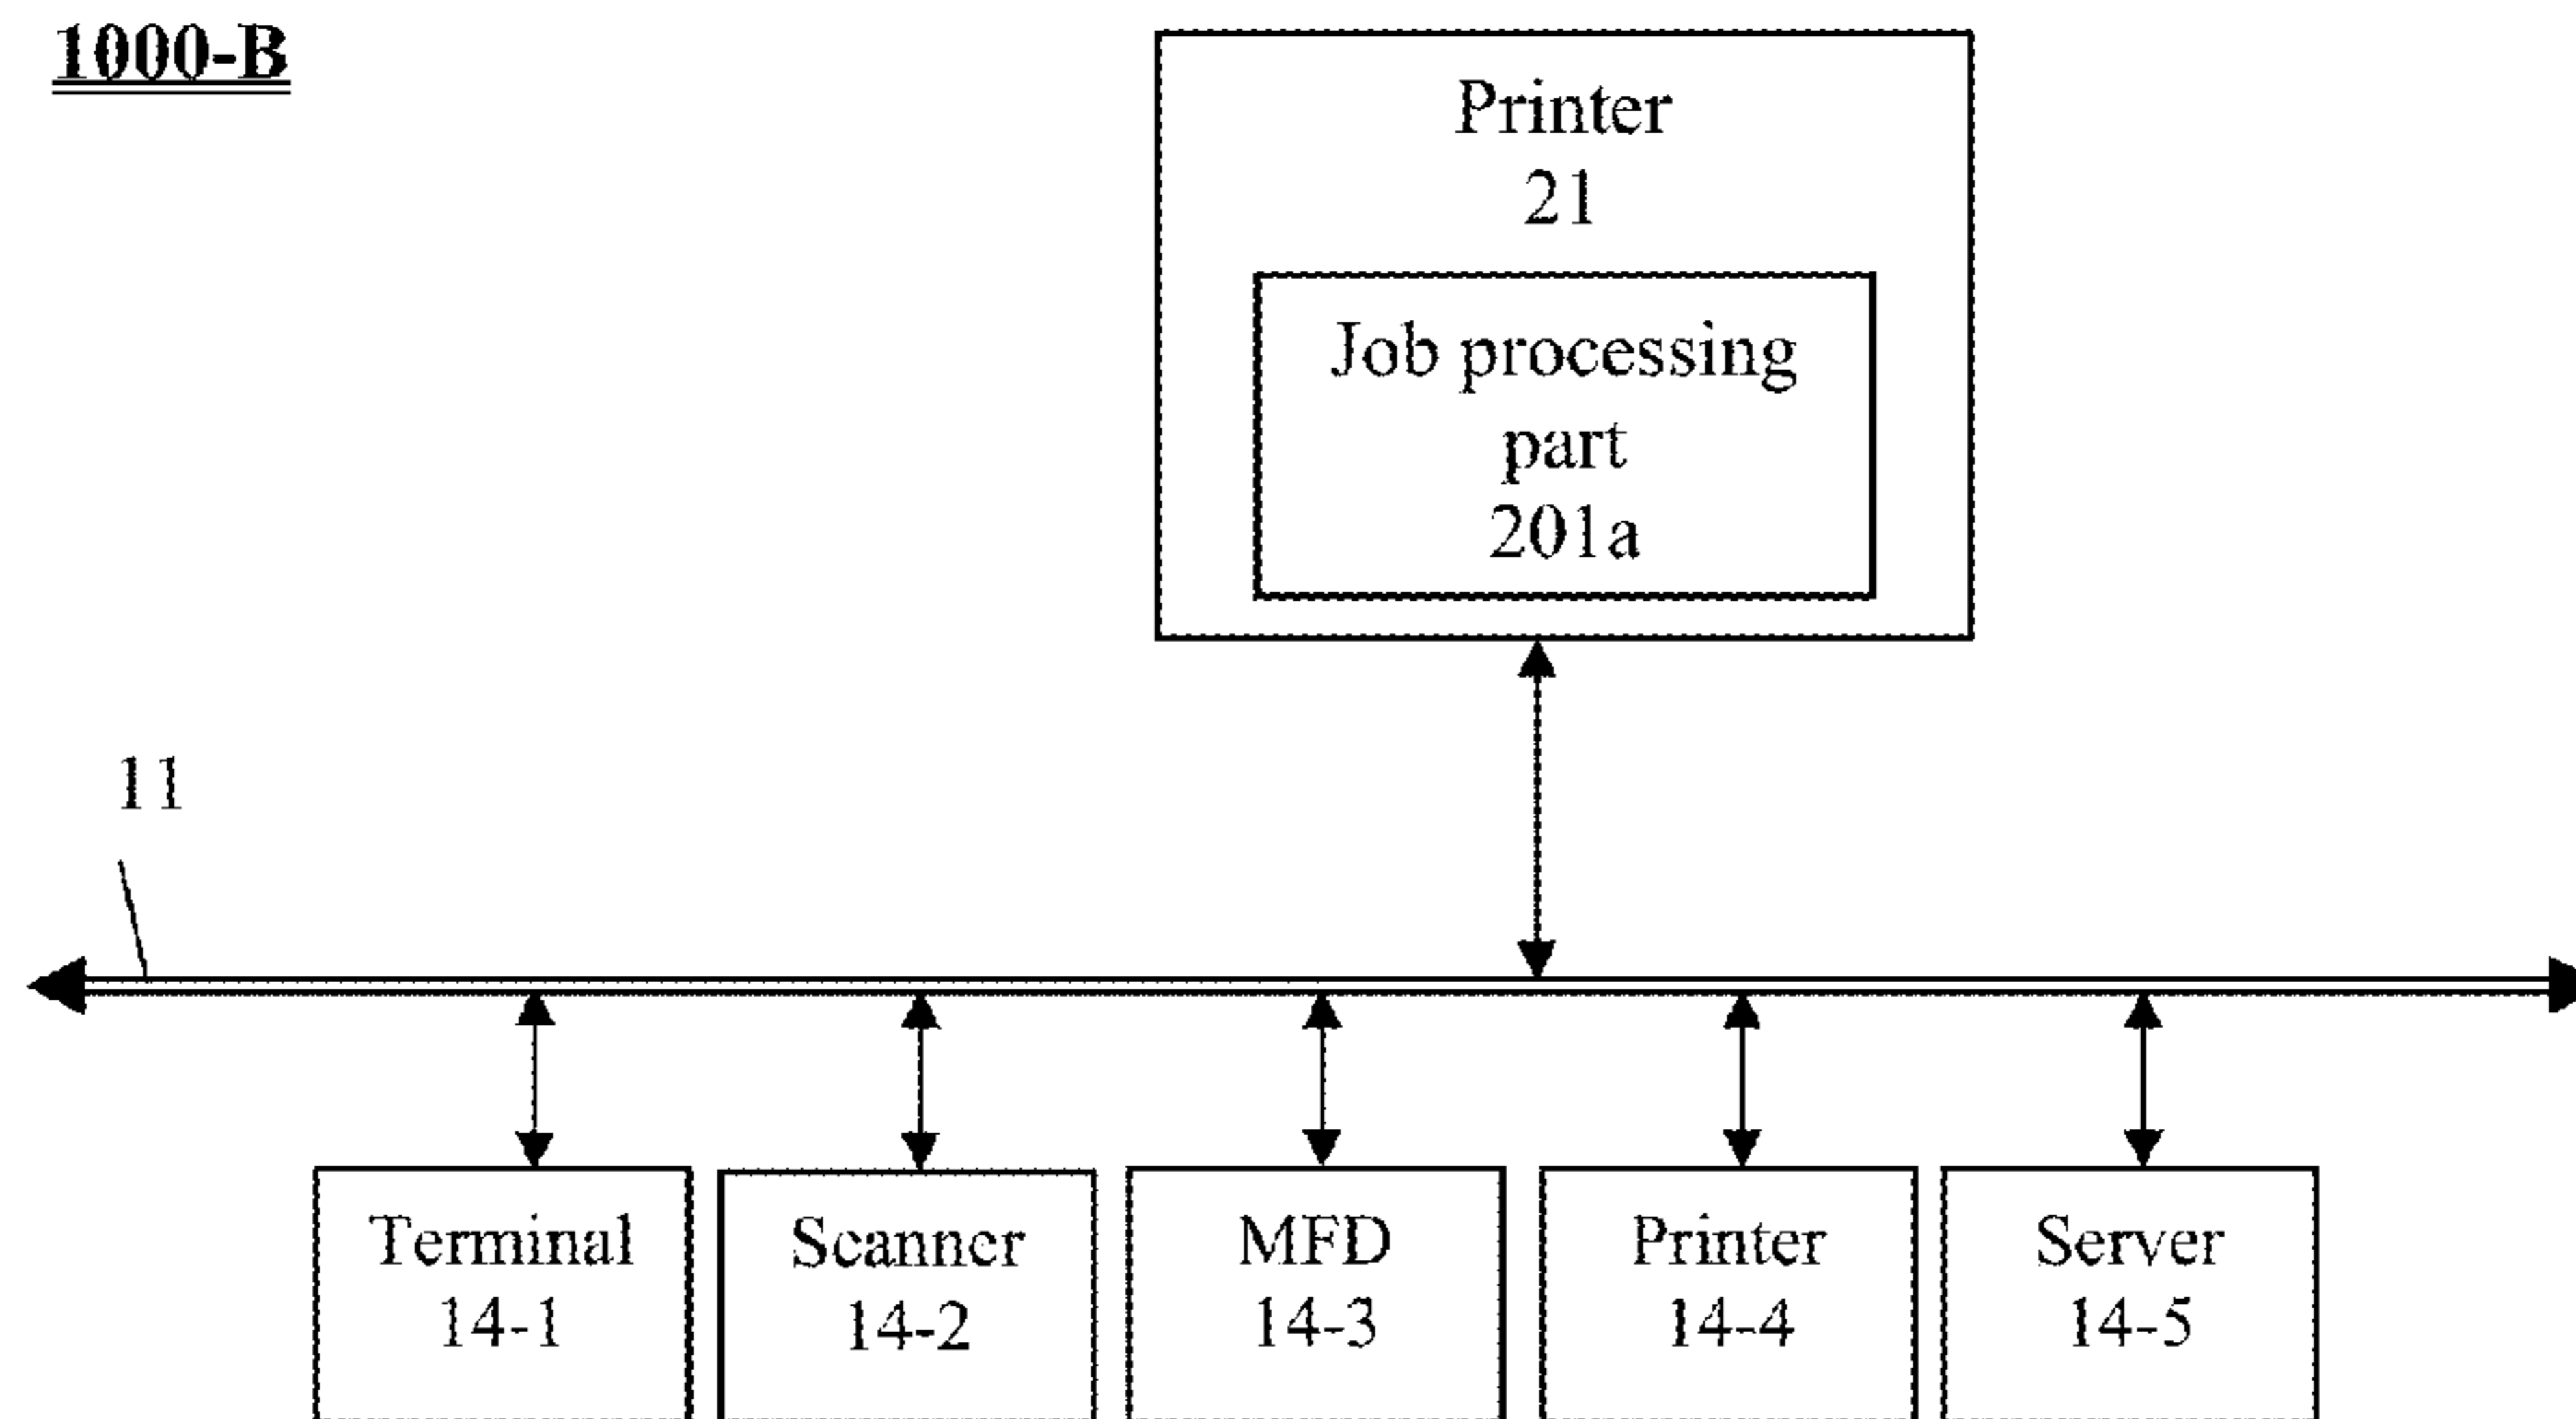 1000-B
Printer
21
Job processing
part
201a
11
Terminal
14-1
Scanner
14-2
MFD
14-3
Printer
14-4
Server
14-5